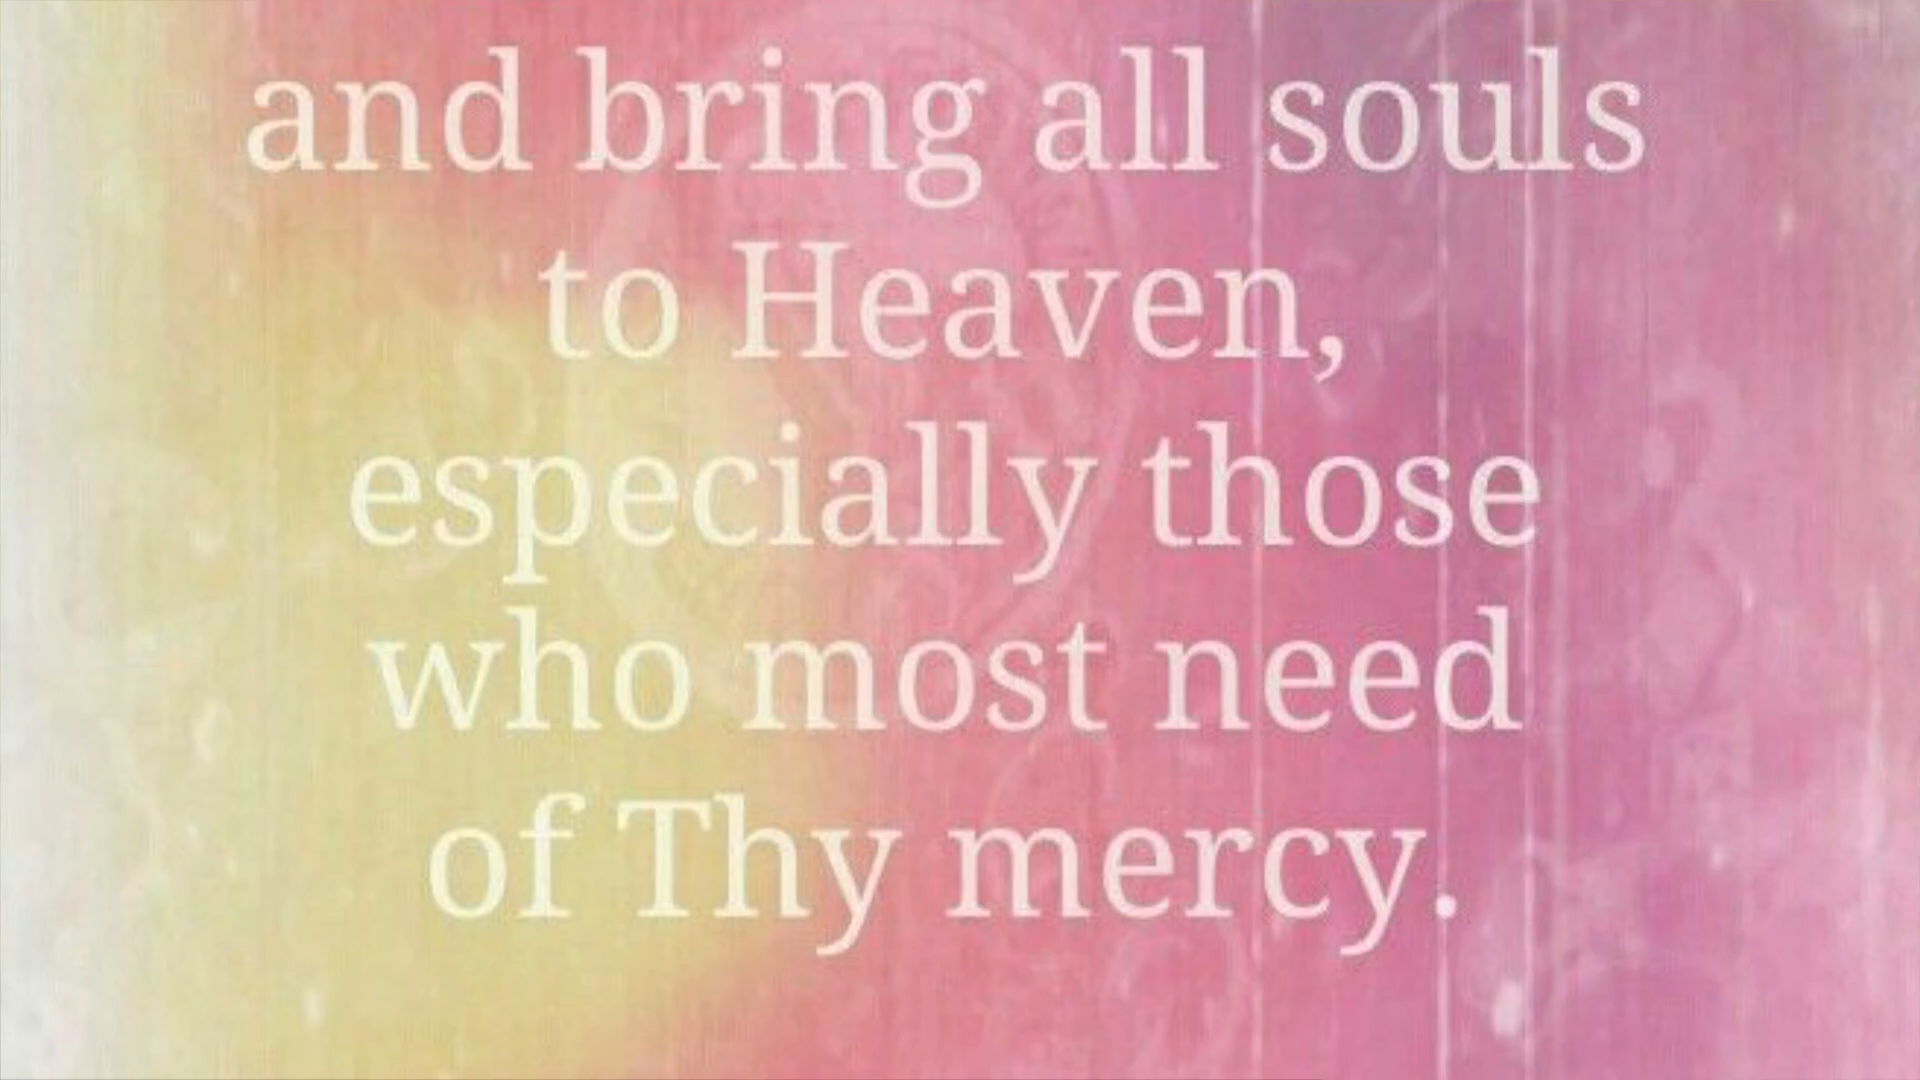 and bring all souls
to Heaven,
especially those
who most need
of Thy mercy.